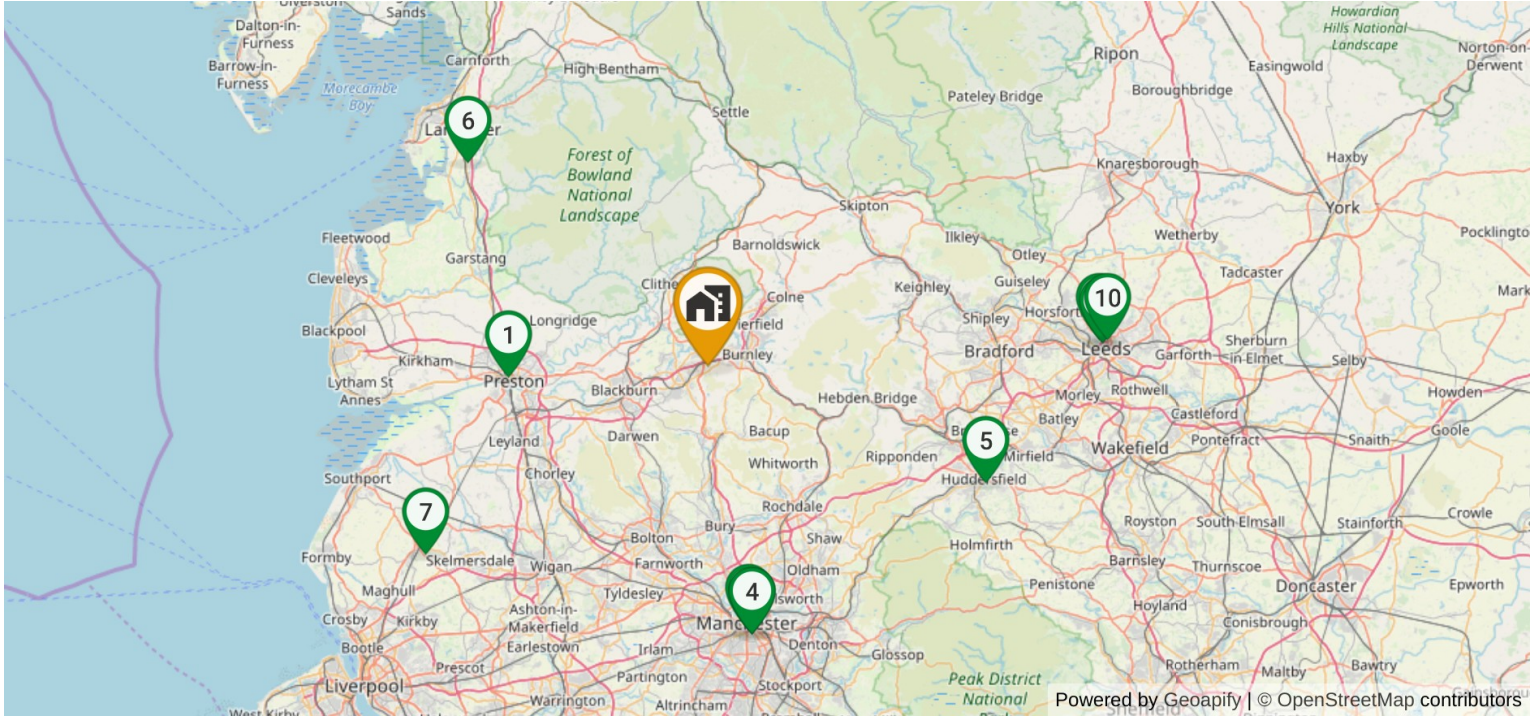 Ulverston
Sands
Dalton-in-
Furness
Barrow-in-
Furness
Morecambe
Bay
Carnforth
High Bentham
Settle
Howardian
Hills National
Landscape
Norton-on-
Derwent
Ripon
Easingwold
Pateley Bridge
Boroughbridge
6
Forest of
Bowland
National
Landscape
Knaresborough
Haxby
Skipton
York
Fleetwood
Garstang
Barnoldswick
Ilkley
Otley
Wetherby
Pocklingto
Cleveleys
Clithe
Colne
Keighley
Guiseley
Tadcaster
Mark
10
Horsfort
Blackpool
1
Longridge
erfield
Shipley
Kirkham
Preston
Burnley
Bradford
Leeds
Garforth
Sherburn
in Elmet
Selby
Lytham St
Annes
Blackburn
Hebden Bridge
Morley
Rothwell
Howden
Batley
Castleford
Leyland
Darwen
Bacup
5
Ripponden
Mirfield
Wakefield
Pontefract
Snaith
Goole
Chorley
Whitworth
Huddersfield
Southport
7
Rochdale
Bury
Shaw
Royston
South Elmsall
Stainforth
Crowle
Bolton
Holmfirth
Formby
Skelmersdale
Wigan
Farnworth
Oldham
Barnsley
Thurnscoe
Penistone
Doncaster
Epworth
Maghull
Tyldesley
4
lsworth
Hoyland
Crosby
Kirkby
Ashton-in-
Makerfield
Conisbrough
Bootle
Earlestown
Irlam
Denton
Glossop
Prescot
Partington
Rotherham
Maltby
Bawtry
Liverpool
Warrington
Altrincham
Stockport
Peak District
National
West Kirby
Powered by Geoapify | © OpenStreetMap contributors